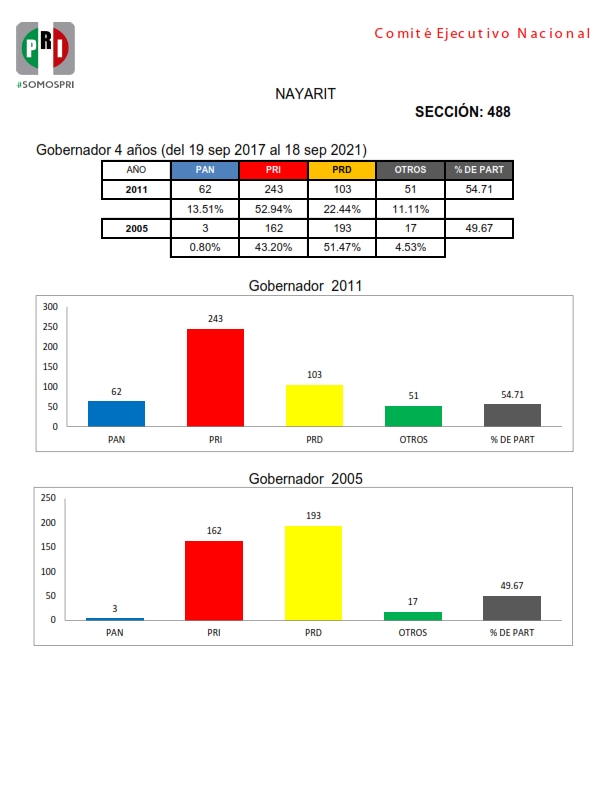 Comité Ejecutivo Nacional
PRI
#SOMOSPRI
NAYARIT
SECCIÓN: 488
Gobernador 4 años (del 19 sep 2017 al 18 sep 2021)
AÑO PAN PRI PRD OTROS % DE PART
2011 62 243 103 51 54.71
13.51% 52.94% 22.44% 11.11%
2005 3 162 193 17 49.67
0.80% 43.20% 51.47% 4.53%
Gobernador 2011
300
250
200
150
100
50
0
62 243 103 51 54.71
PAN PRI PRD OTROS % DE PART
Gobernador 2005
250
200
150
100
50
0
3 162 193 17 49.67
PAN PRI PRD OTROS % DE PART